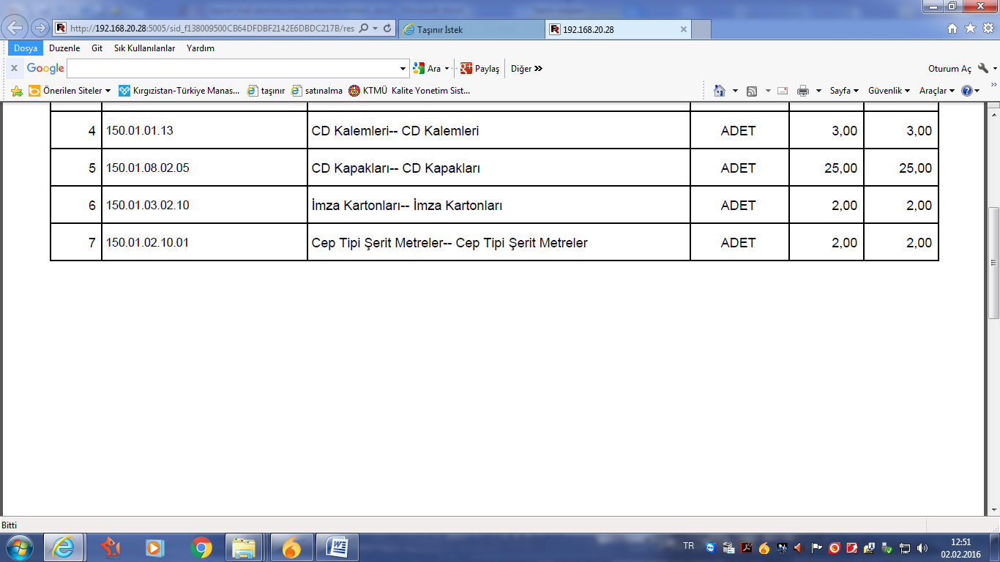 http://192.168.20.28:5005/sid_f138009500CB64DFDBF2142E6DBDC217B/res
Taşınır İstek
192.168.20.28
Dosya Duzenle Git Sık Kullanılanlar Yardım
Google Ara Paylaş Diğer Oturum Aç
Önerilen Siteler Kırgızistan-Türkiye Manas... taşınır satınalma KTMÜ Kalite Yonetim Sist... Sayfa Güvenlik Araçlar
4 150.01.01.13 CD Kalemleri-- CD Kalemleri ADET 3,00 3,00
5 150.01.08.02.05 CD Kapakları-- CD Kapakları ADET 25,00 25,00
6 150.01.03.02.10 İmza Kartonları-- İmza Kartonları ADET 2,00 2,00
7 150.01.02.10.01 Cep Tipi Şerit Metreler-- Cep Tipi Şerit Metreler ADET 2,00 2,00
Bitti
TR
12:51
02.02.2016